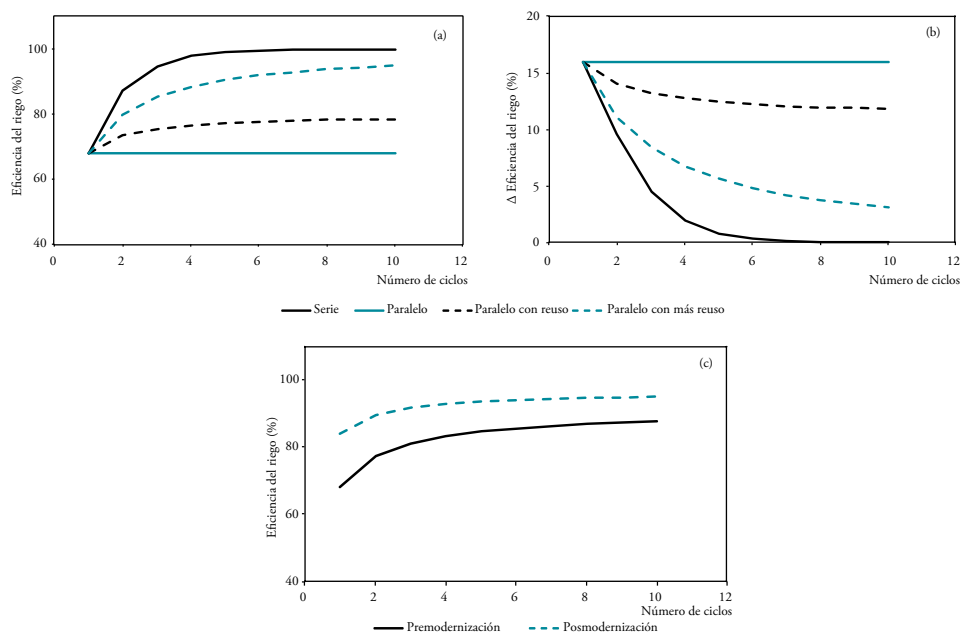 (a)
100
80
60
40
Eficiencia del riego (%)
0 2 4 6 8 10 12
Número de ciclos
(b)
20
15
10
5
0
Δ Eficiencia del riego (%)
0 2 4 6 8 10 12
Número de ciclos
Serie Paralelo Paralelo con reuso Paralelo con más reuso
(c)
100
80
60
40
Eficiencia del riego (%)
0 2 4 6 8 10 12
Número de ciclos
Premodernización Posmodernización